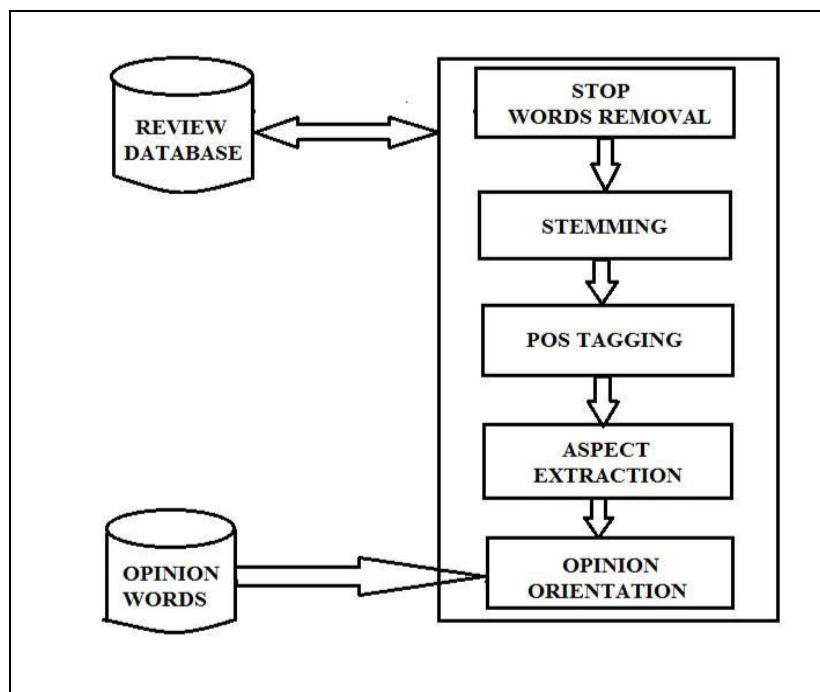 REVIEW
DATABASE
STOP
WORDS REMOVAL
STEMMING
POS TAGGING
ASPECT
EXTRACTION
OPINION
WORDS
OPINION
ORIENTATION